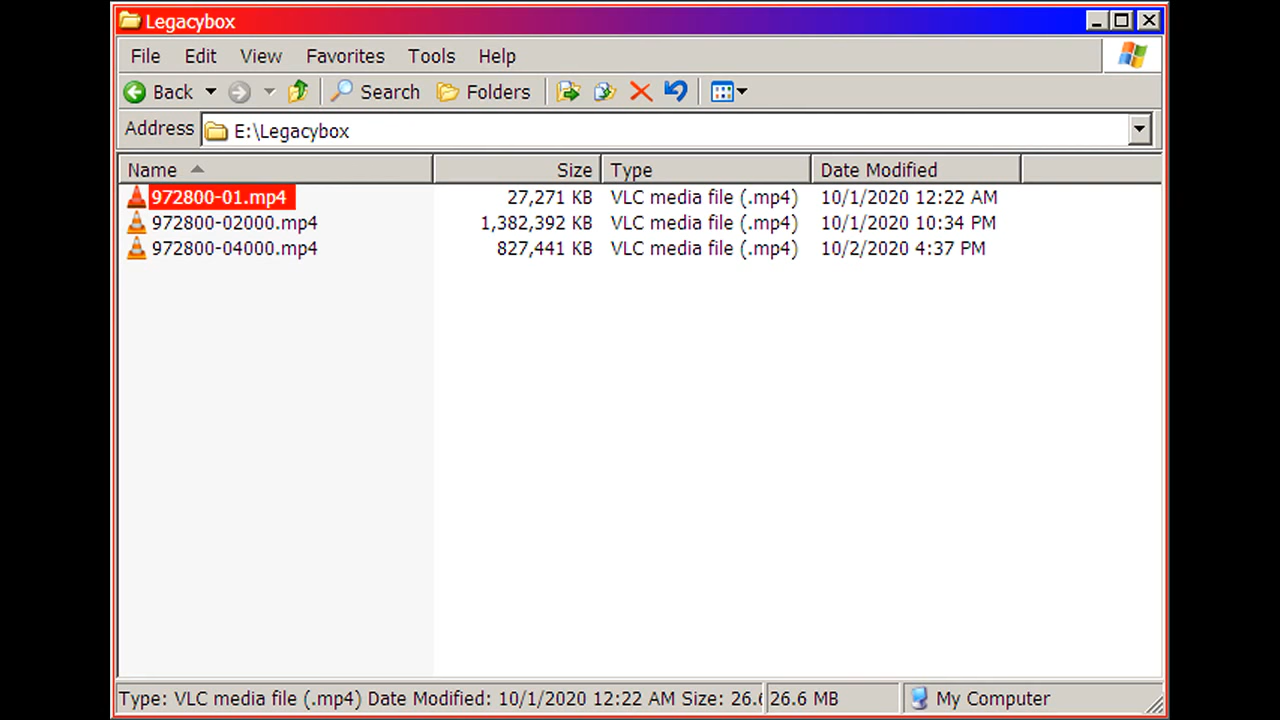 Legacybox
File Edit View Favorites Tools Help
Back Search Folders
Address E:\Legacybox
Name Size Type Date Modified
972800-01.mp4 27,271 KB VLC media file (.mp4) 10/1/2020 12:22 AM
972800-02000.mp4 1,382,392 KB VLC media file (.mp4) 10/1/2020 10:34 PM
972800-04000.mp4 827,441 KB VLC media file (.mp4) 10/2/2020 4:37 PM
Type: VLC media file (.mp4) Date Modified: 10/1/2020 12:22 AM Size: 26.6 26.6 MB My Computer